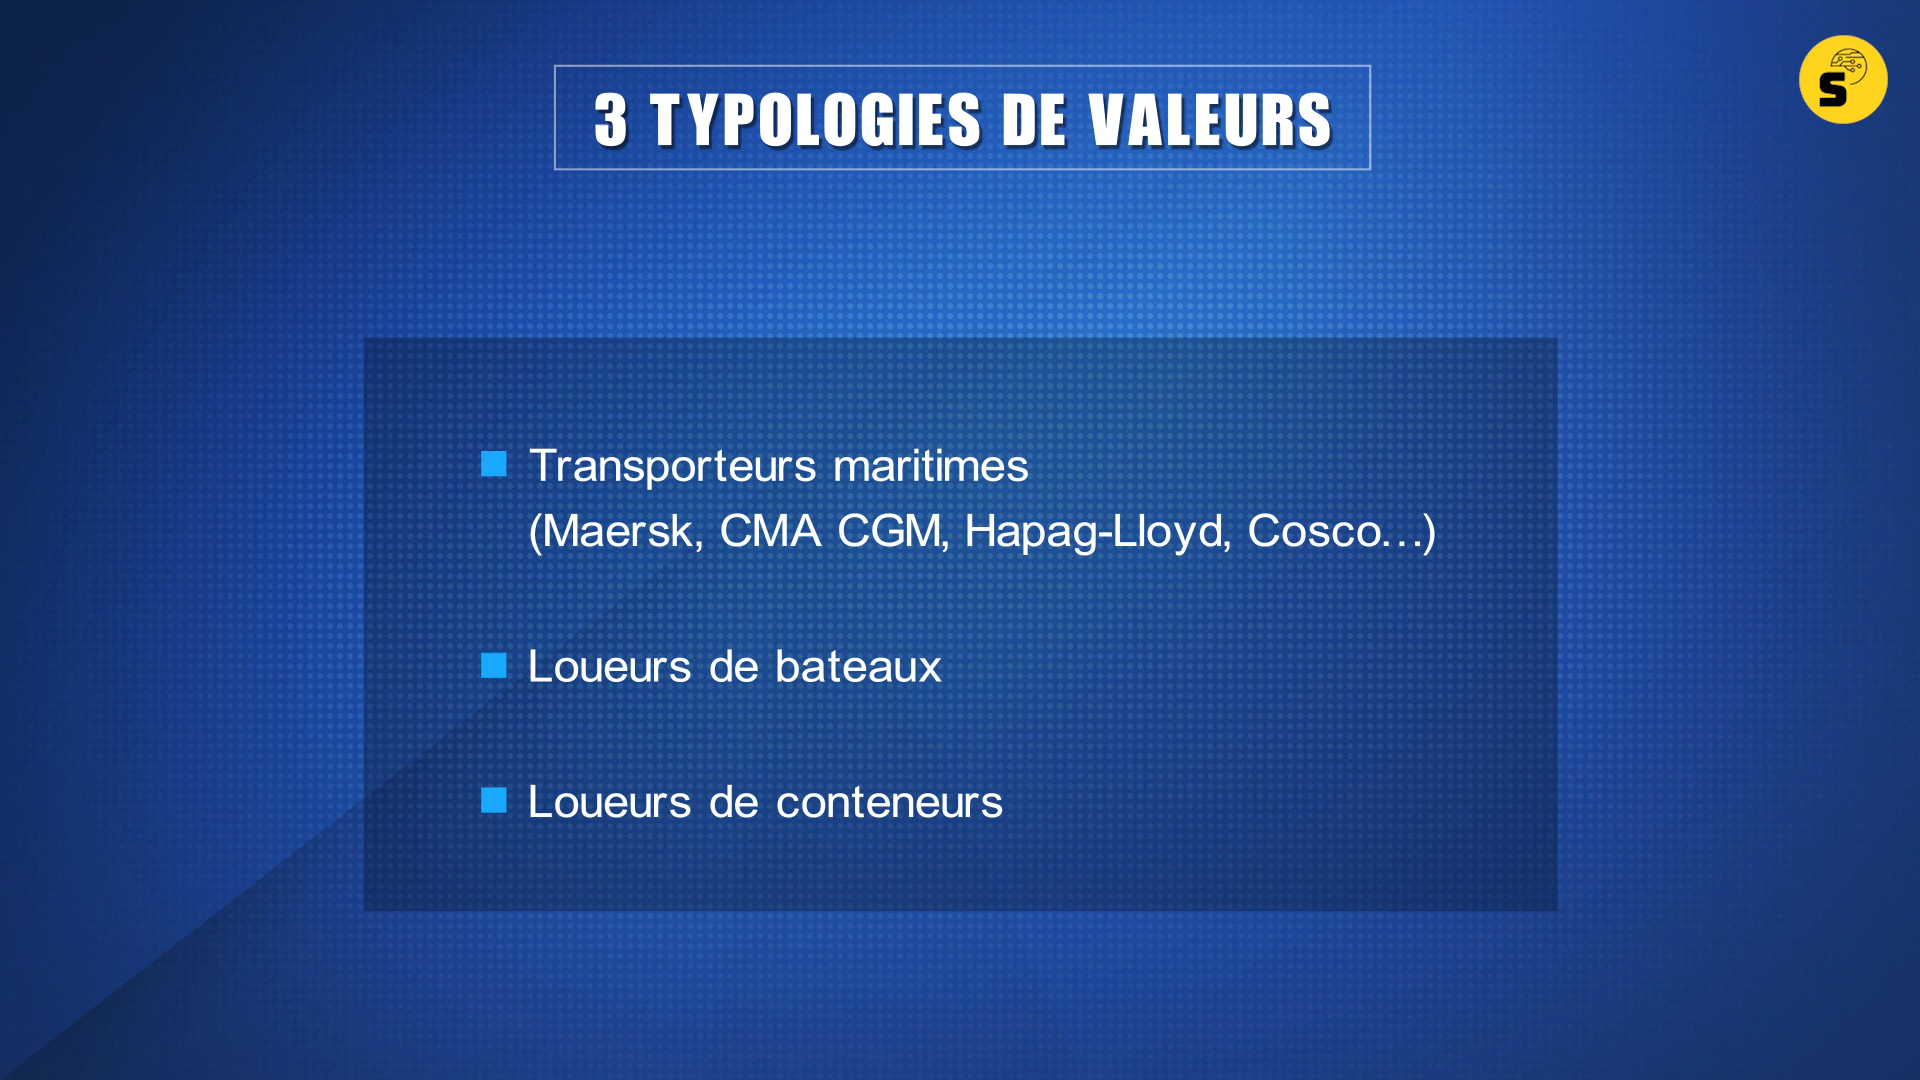 3 TYPOLOGIES DE VALEURS
S
Transporteurs maritimes
(Maersk, CMA CGM, Hapag-Lloyd, Cosco…)
Loueurs de bateaux
Loueurs de conteneurs